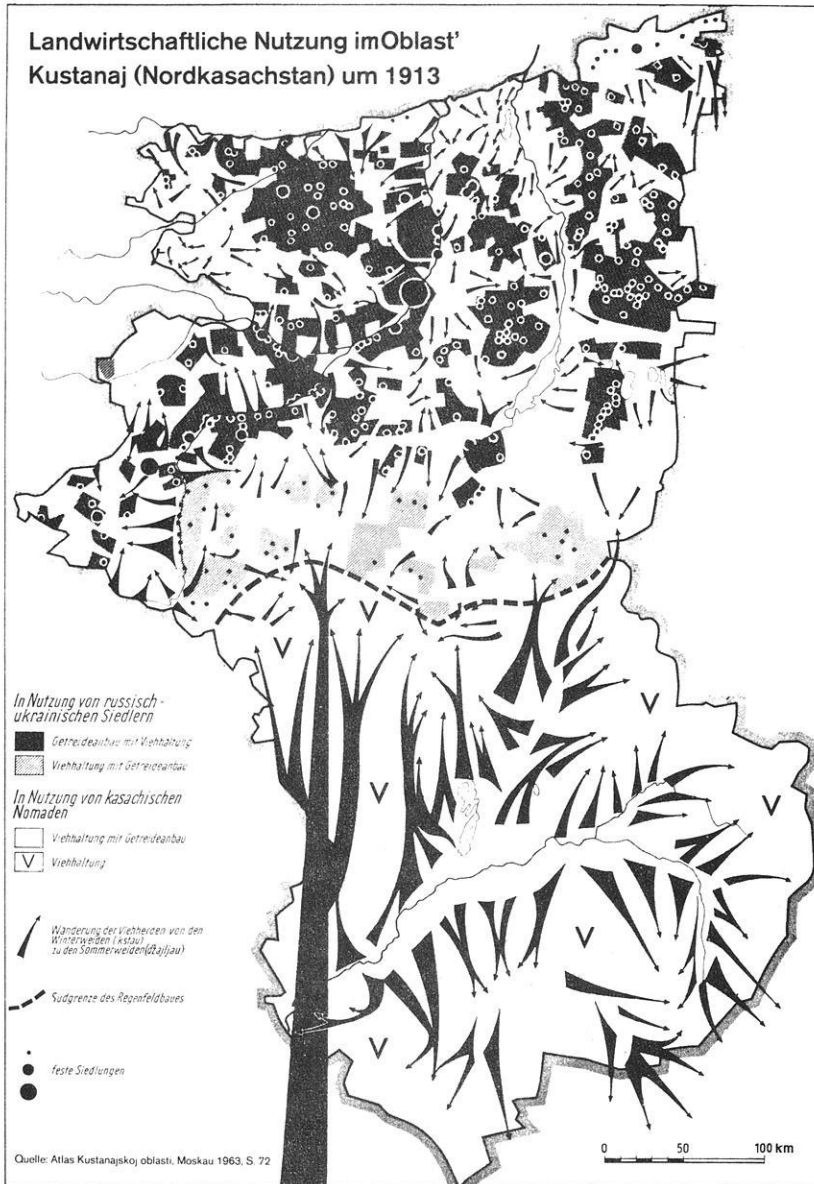 Landwirtschaftliche Nutzung imOblast'
Kustanaj (Nordkasachstan) um 1913
In Nutzung von russisch-
ukrainischen Siedlern
Getreideanbau mit Viehhaltung
Viehhaltung mit Getreideanbau
In Nutzung von kasachischen
Nomaden
Viehhaltung mit Getreideanbau
V Viehhaltung
Wanderung der Viehherden von den
Winterweiden (kstau)
zu den Sommerweiden
Südgrenze des Regenfeldbaues
feste Siedlungen
Quelle: Atlas Kustanajskoj oblasti, Moskau 1963, S. 72
0 50 100 km
V
V
V
V
V
V
V
V